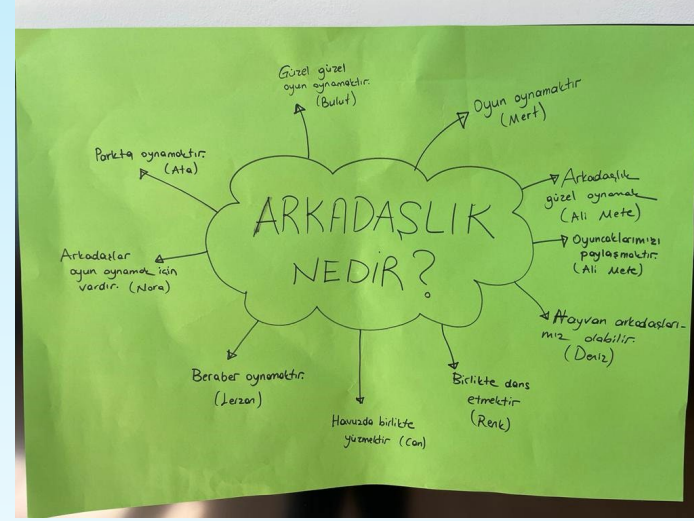 Güzel güzel
oyun oynamaktır.
(Bulut)
Oyun oynamaktır
(Mert)
Parkta oynamaktır.
(Ata)
Arkadaşlık
güzel oynamak
(Ali Mete)
ARKADAŞLIK
NEDİR?
Oyuncaklarımızı
paylaşmaktır.
(Ali Mete)
Arkadaşlar
oyun oynamak için
vardır. (Nora)
Hayvan arkadaşları-
mız olabilir.
(Deniz)
Beraber oynamaktır.
(Lerzan)
Birlikte dans
etmektir
(Renk)
Havuzda birlikte
yüzmektir (Can)